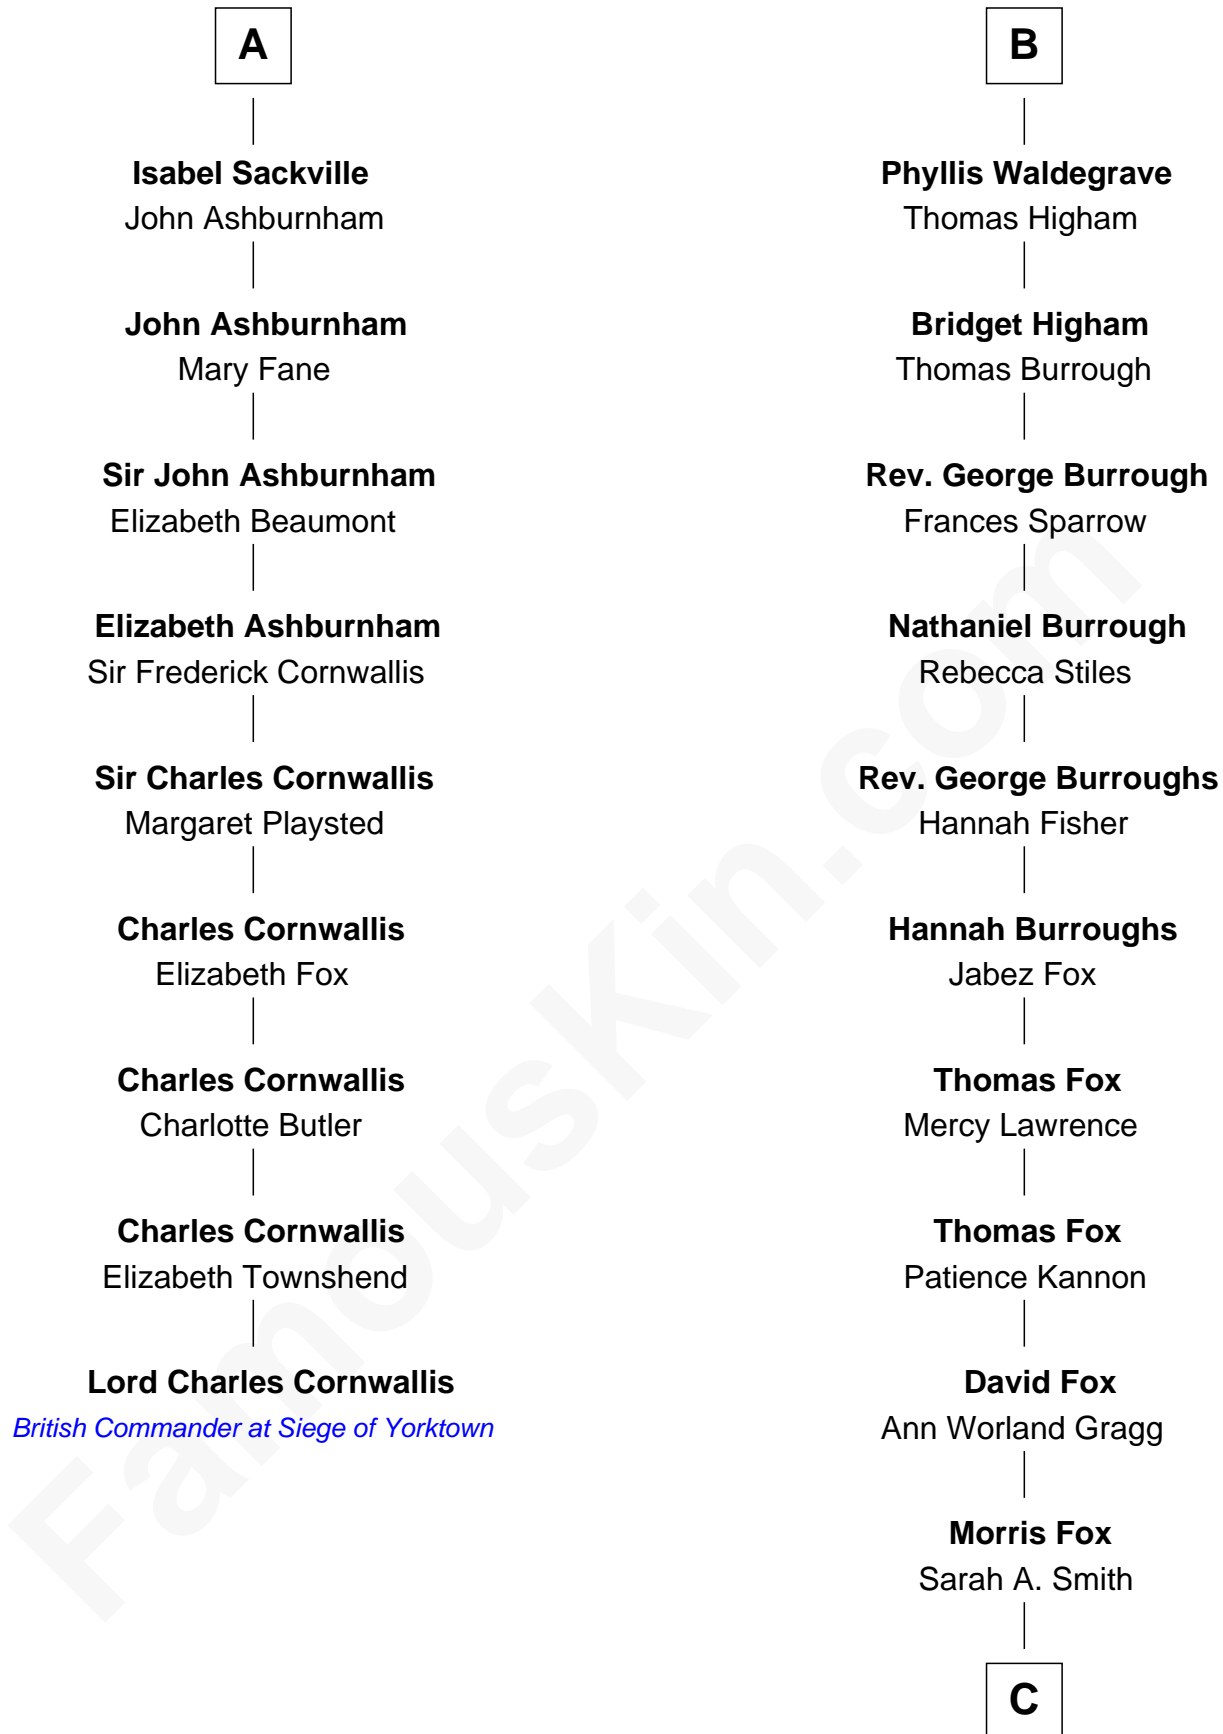 A
Isabel Sackville
John Ashburnham
John Ashburnham
Mary Fane
Sir John Ashburnham
Elizabeth Beaumont
Elizabeth Ashburnham
Sir Frederick Cornwallis
Sir Charles Cornwallis
Margaret Playsted
Charles Cornwallis
Elizabeth Fox
Charles Cornwallis
Charlotte Butler
Charles Cornwallis
Elizabeth Townshend
Lord Charles Cornwallis
British Commander at Siege of Yorktown
B
Phyllis Waldegrave
Thomas Higham
Bridget Higham
Thomas Burrough
Rev. George Burrough
Frances Sparrow
Nathaniel Burrough
Rebecca Stiles
Rev. George Burroughs
Hannah Fisher
Hannah Burroughs
Jabez Fox
Thomas Fox
Mercy Lawrence
Thomas Fox
Patience Kannon
David Fox
Ann Worland Gragg
Morris Fox
Sarah A. Smith
C
FamousKin.com